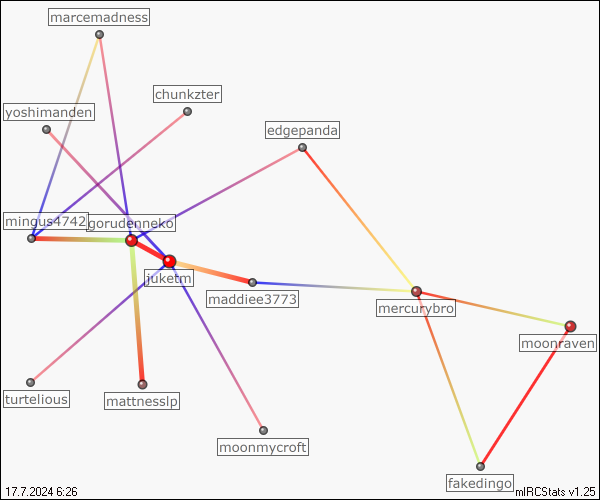 marcemadness
chunkzter
yoshimanden
edgepanda
mingus4742
gorudenneko
juketm
maddiee3773
mercurybro
moonraven
turtelious
mattnesslp
moonmycroft
fakedingo
17.7.2024 6:26
mIRCStats v1.25